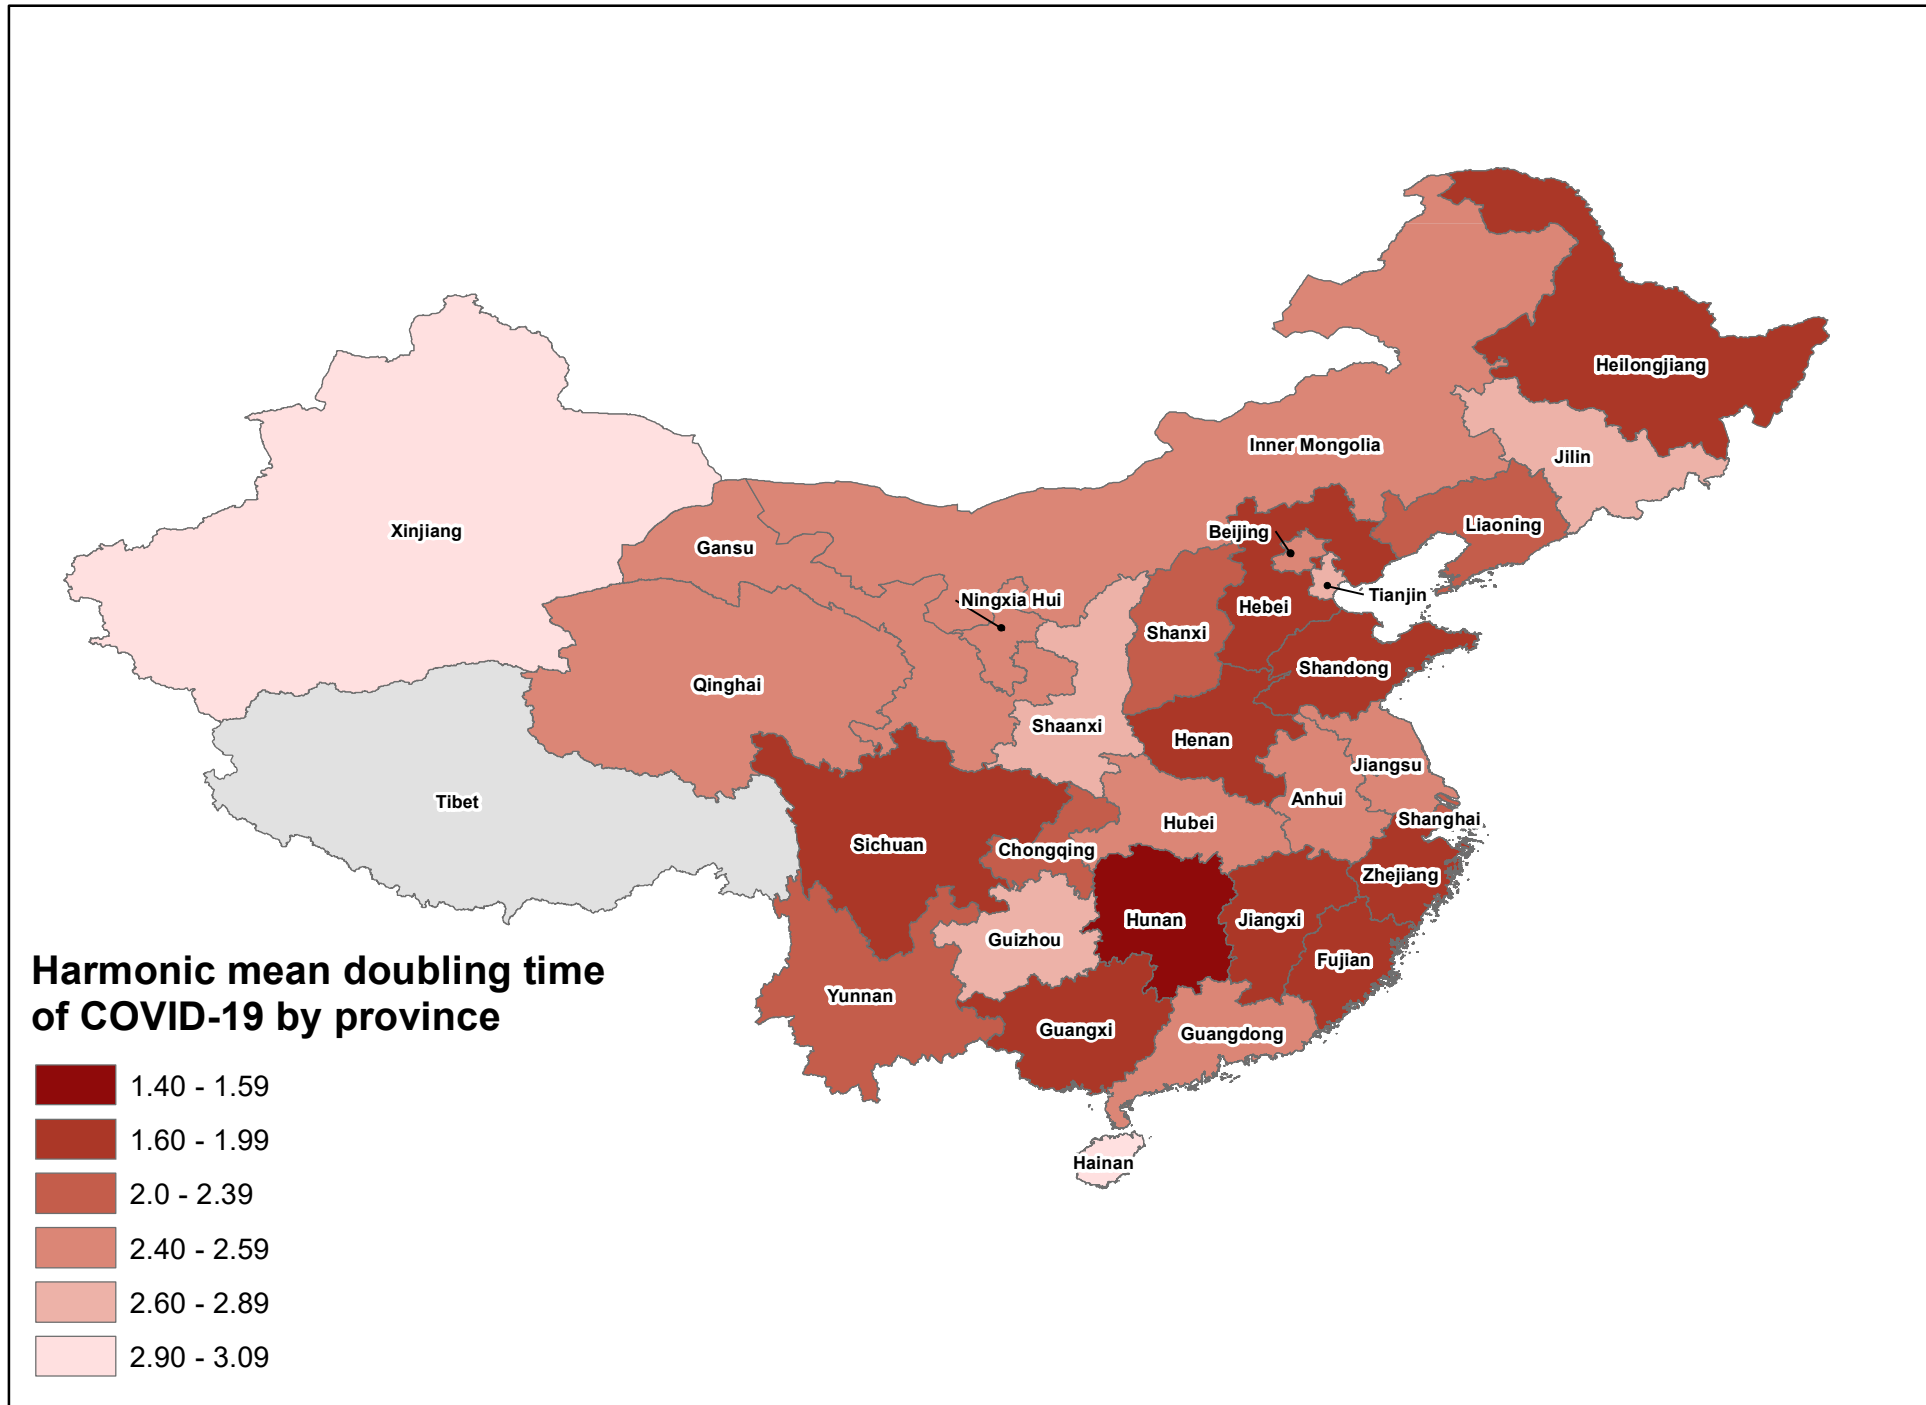 Heilongjiang
Inner Mongolia
Jilin
Xinjiang
Liaoning
Beijing
Gansu
Tianjin
Ningxia Hui
Hebei
Shanxi
Shandong
Qinghai
Shaanxi
Henan
Jiangsu
Tibet
Anhui
Shanghai
Hubei
Sichuan
Chongqing
Zhejiang
Hunan
Jiangxi
Guizhou
Fujian
Yunnan
Guangxi
Guangdong
Hainan
Harmonic mean doubling time
of COVID-19 by province
1.40 - 1.59
1.60 - 1.99
2.0 - 2.39
2.40 - 2.59
2.60 - 2.89
2.90 - 3.09